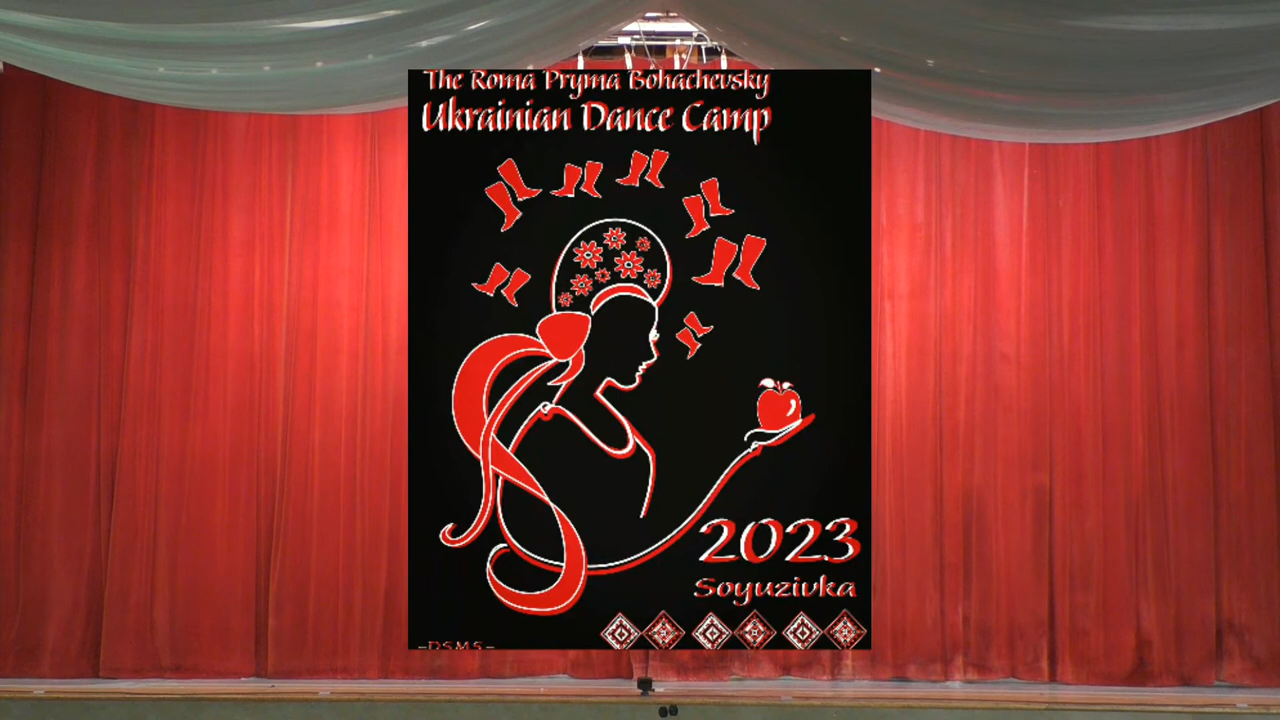 The Roma Pryma Bohachevsky
Ukrainian Dance Camp
2023
Soyuzivka
-DSMS-